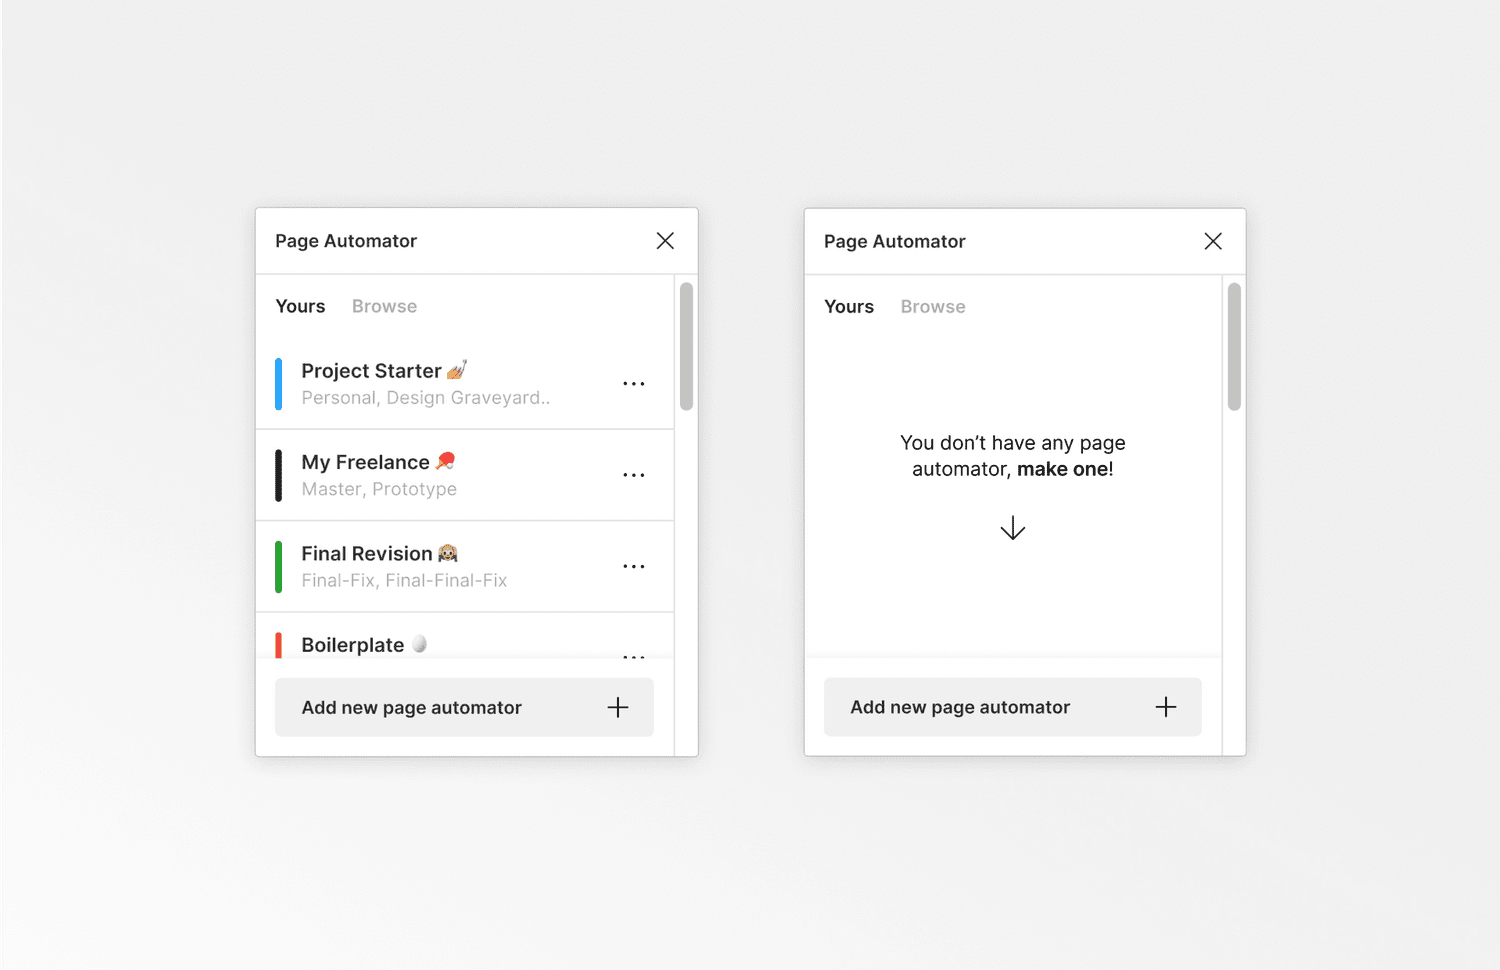 Page Automator
Yours Browse
Project Starter
Personal, Design Graveyard..
My Freelance
Master, Prototype
Final Revision
Final-Fix, Final-Final-Fix
Boilerplate
Add new page automator
Page Automator
Yours Browse
You don’t have any page
automator, make one!
Add new page automator